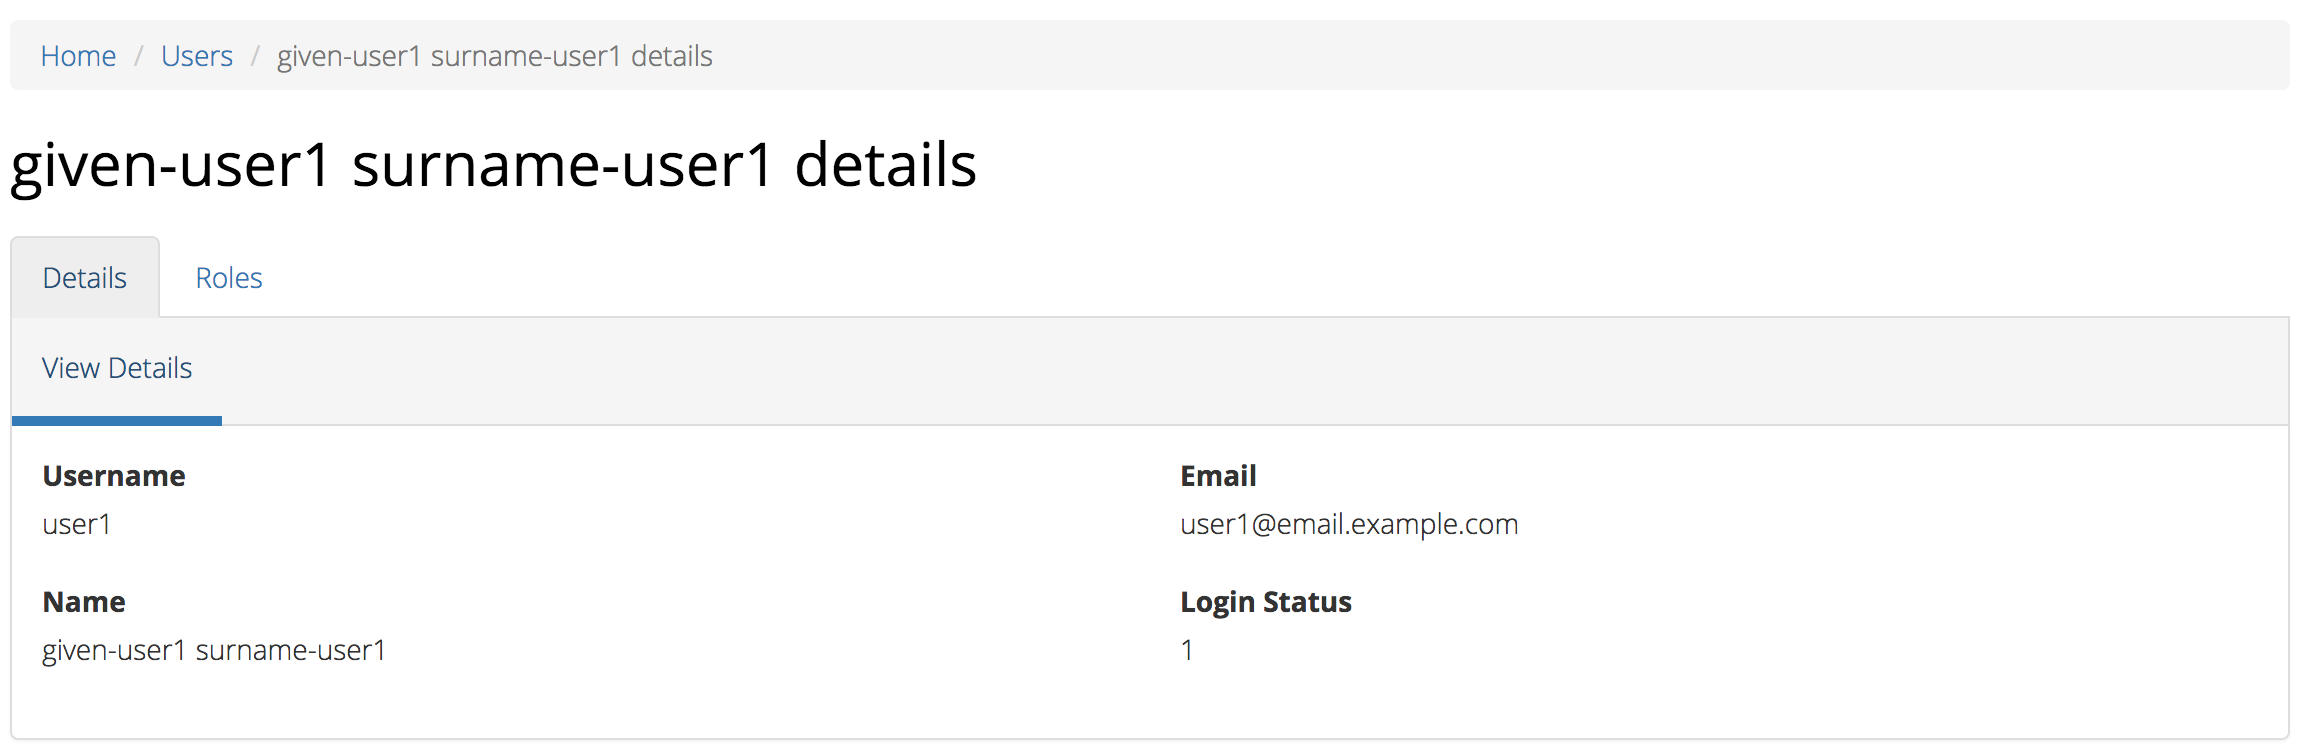 Home / Users / given-user1 surname-user1 details
given-user1 surname-user1 details
Details Roles
View Details
Username Email
user1 user1@email.example.com
Name Login Status
given-user1 surname-user1 1